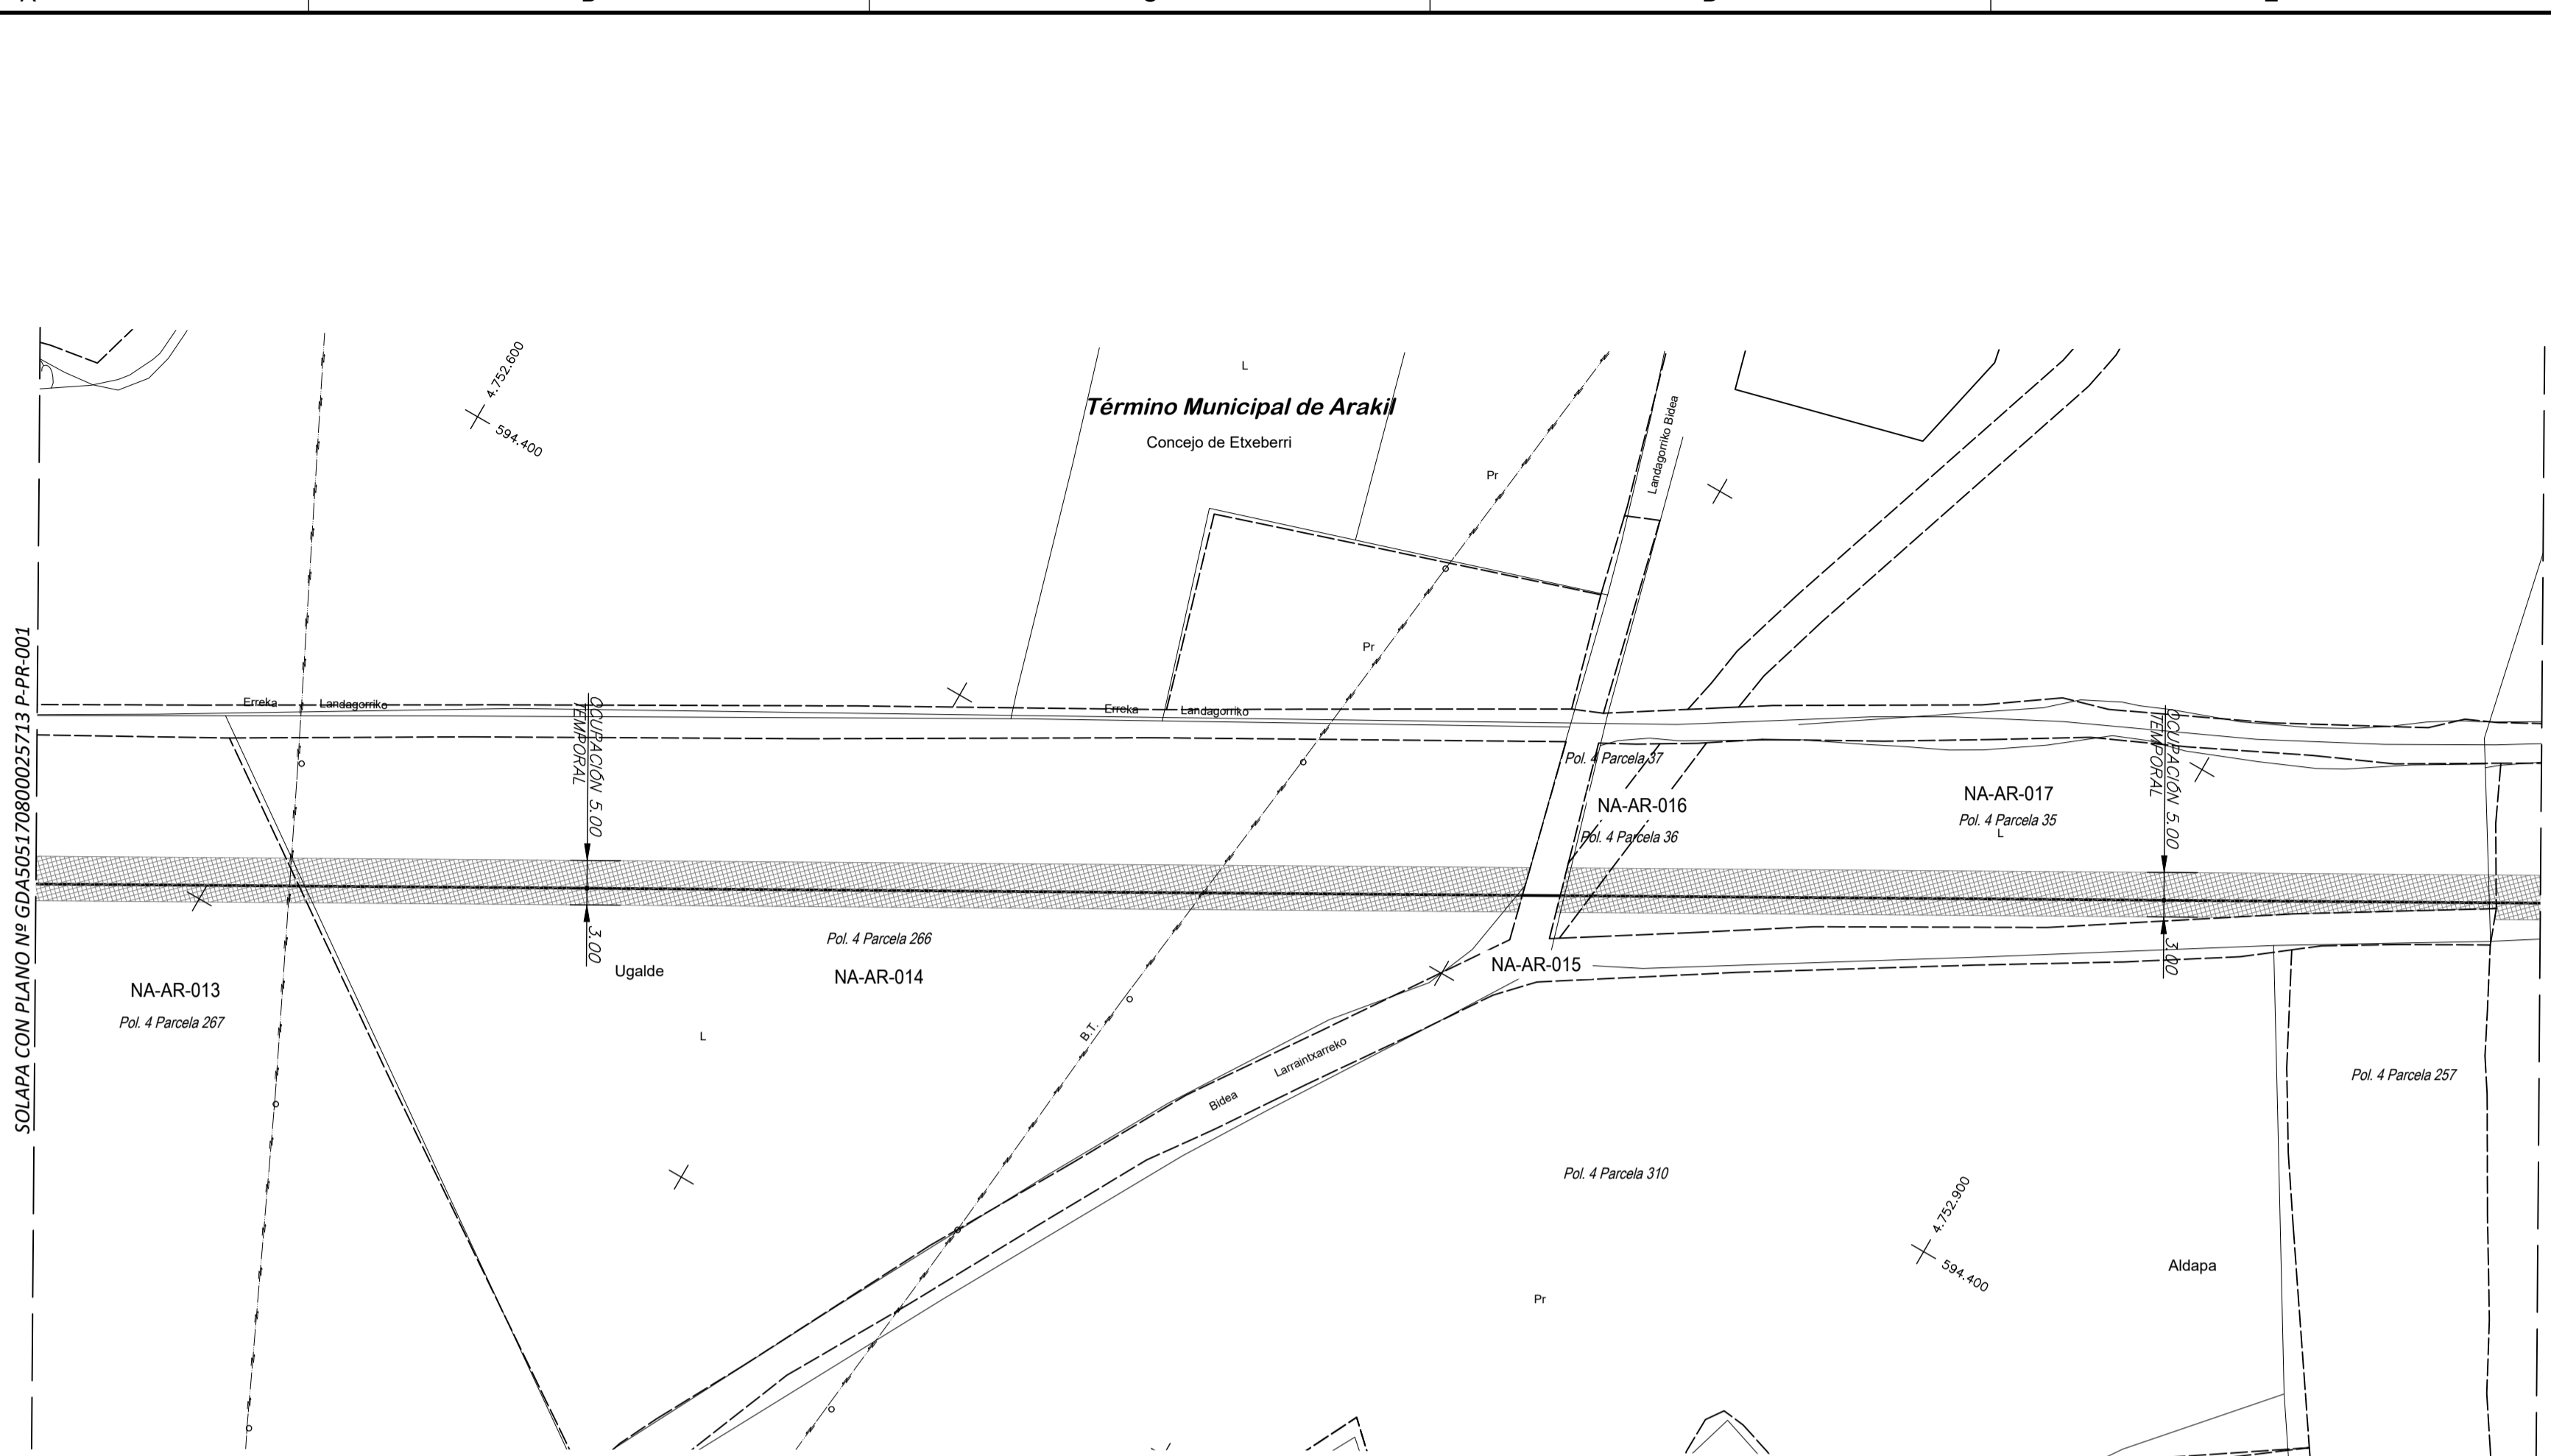 4.752.600
594.400
L
Término Municipal de Arakil
Concejo de Etxeberri
Pr
Landagorriko Bidea
Pr
SOLAPA CON PLANO Nº GDA50517080002S713 P-PR-001
Erreka Landagorriko
Erreka Landagorriko
OCUPACIÓN
TEMPORAL
5.00
3.00
OCUPACIÓN
TEMPORAL
5.00
3.00
Pol. 4 Parcela 37
NA-AR-016
Pol. 4 Parcela 36
NA-AR-017
Pol. 4 Parcela 35
L
Pol. 4 Parcela 266
Ugalde
NA-AR-014
NA-AR-015
NA-AR-013
Pol. 4 Parcela 267
L
B.T.
Bidea Larraintxarreko
Pol. 4 Parcela 257
Pol. 4 Parcela 310
4.752.900
594.400
Aldapa
Pr